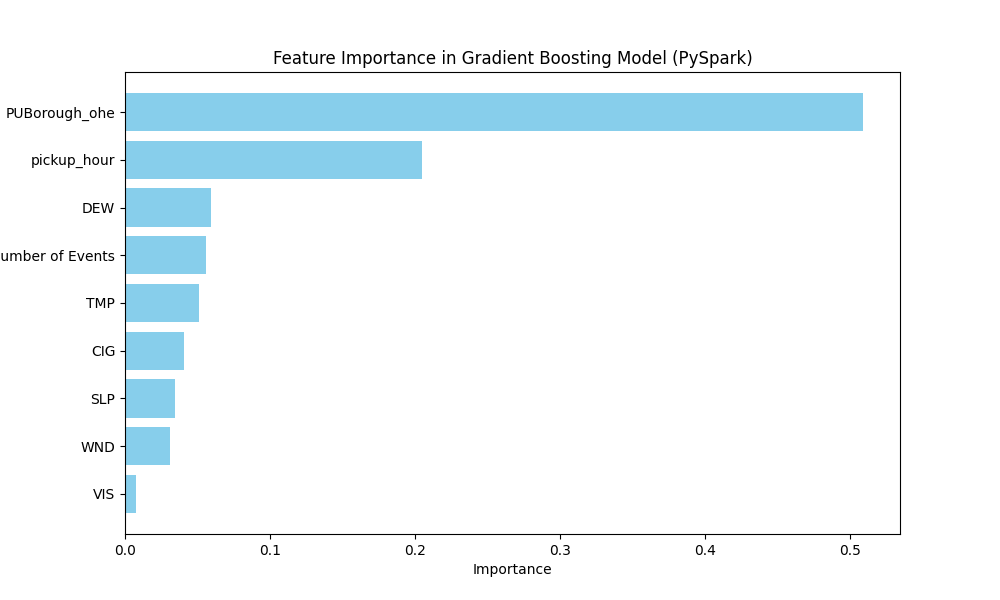 Feature Importance in Gradient Boosting Model (PySpark)
PUBorough_ohe
pickup_hour
DEW
umber of Events
TMP
CIG
SLP
WND
VIS
0.0 0.1 0.2 0.3 0.4 0.5
Importance